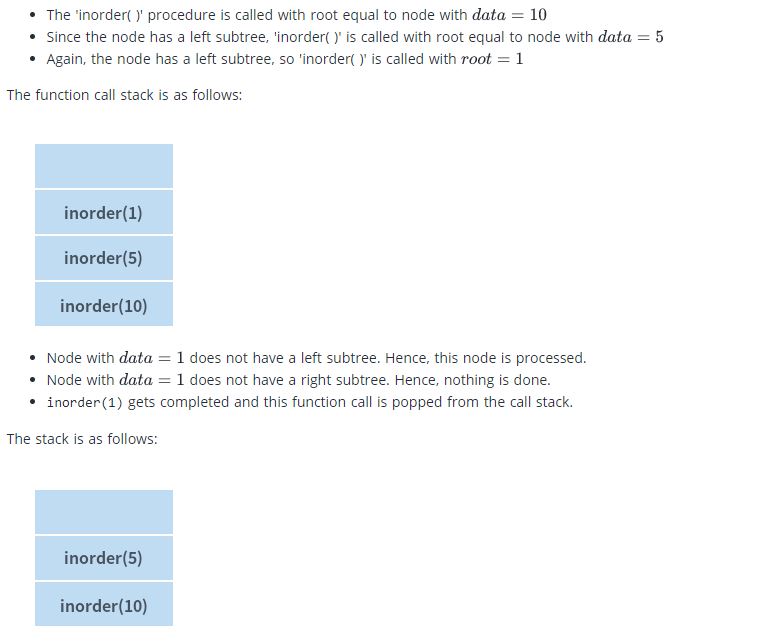 • The 'inorder( )' procedure is called with root equal to node with data = 10
• Since the node has a left subtree, 'inorder( )' is called with root equal to node with data = 5
• Again, the node has a left subtree, so 'inorder( )' is called with root = 1
The function call stack is as follows:
inorder(1)
inorder(5)
inorder(10)
• Node with data = 1 does not have a left subtree. Hence, this node is processed.
• Node with data = 1 does not have a right subtree. Hence, nothing is done.
• inorder(1) gets completed and this function call is popped from the call stack.
The stack is as follows:
inorder(5)
inorder(10)